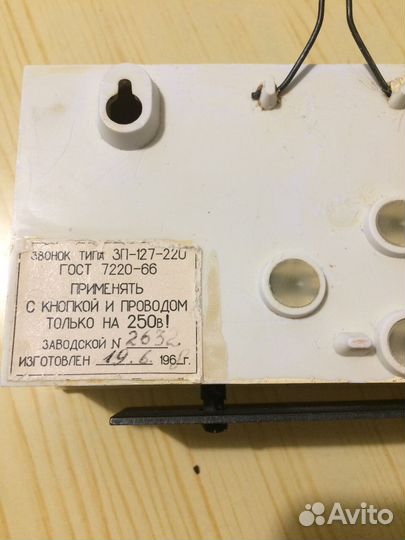 ЗВОНОК ТИПА ЗП-127-220
ГОСТ 7220-66
ПРИМЕНЯТЬ
С КНОПКОЙ И ПРОВОДОМ
ТОЛЬКО НА 250В!
ЗАВОДСКОЙ N
ИЗГОТОВЛЕН 19.6. 196 г.
Avito